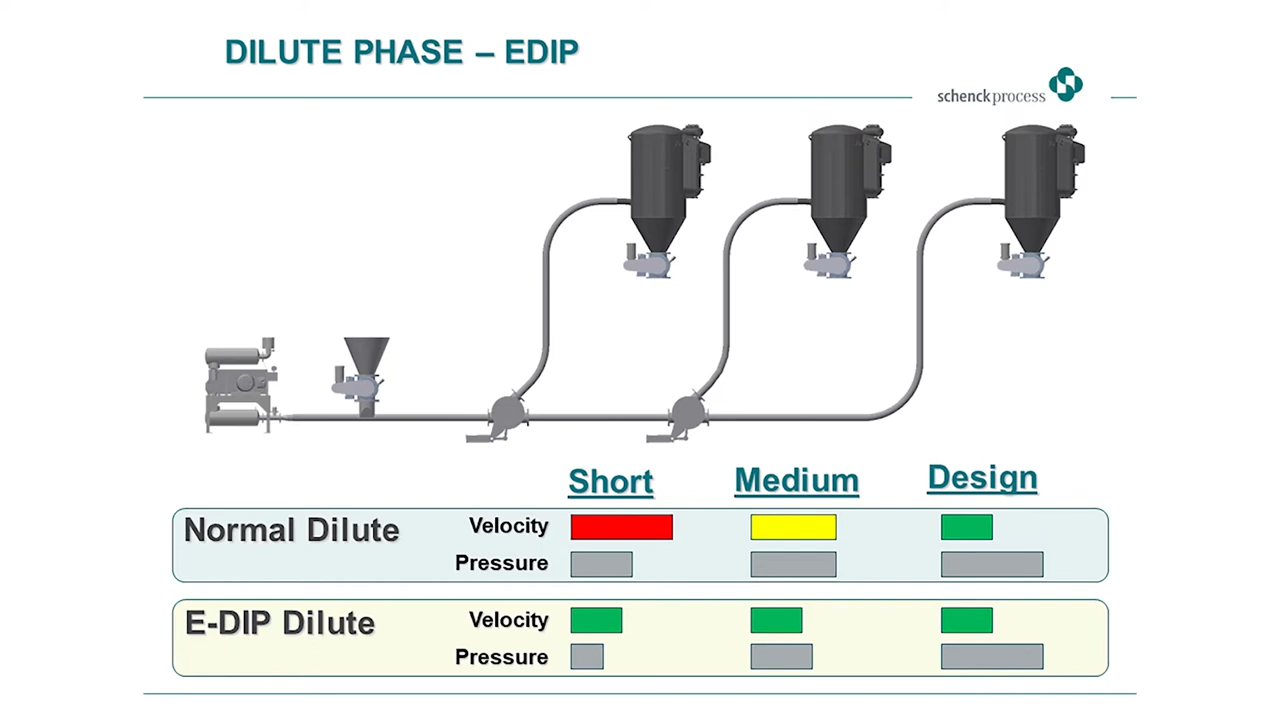 DILUTE PHASE – EDIP
schenck process
Short Medium Design
Normal Dilute Velocity
Pressure
E-DIP Dilute Velocity
Pressure